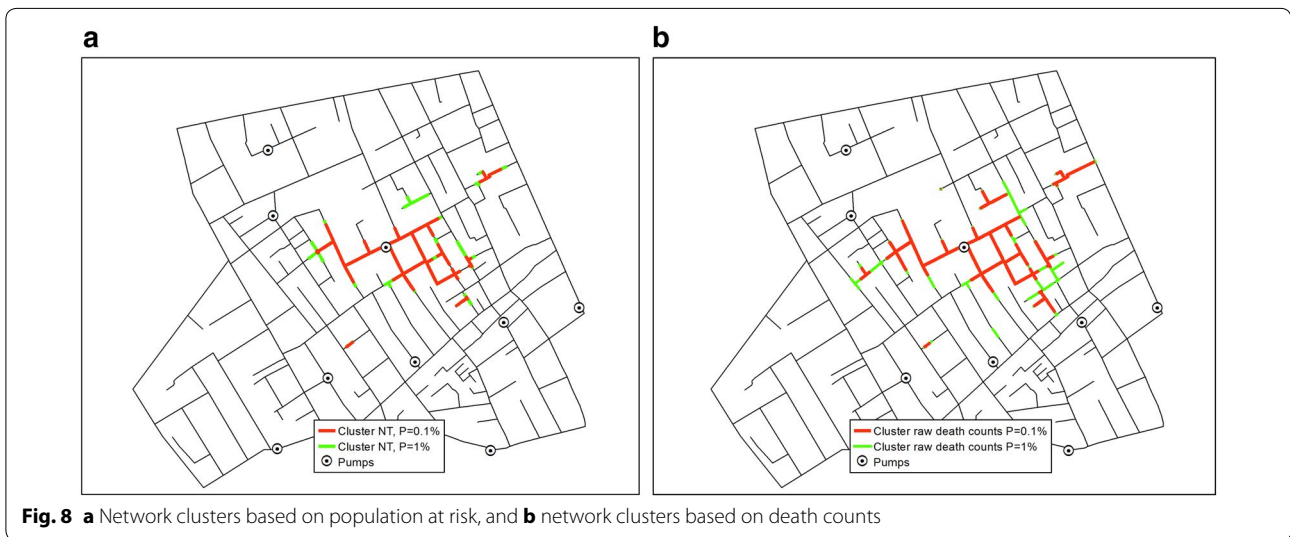 a
b
Cluster NT, P=0.1%
Cluster NT, P=1%
Pumps
Cluster raw death counts P=0.1%
Cluster raw death counts P=1%
Pumps
Fig. 8 a Network clusters based on population at risk, and b network clusters based on death counts